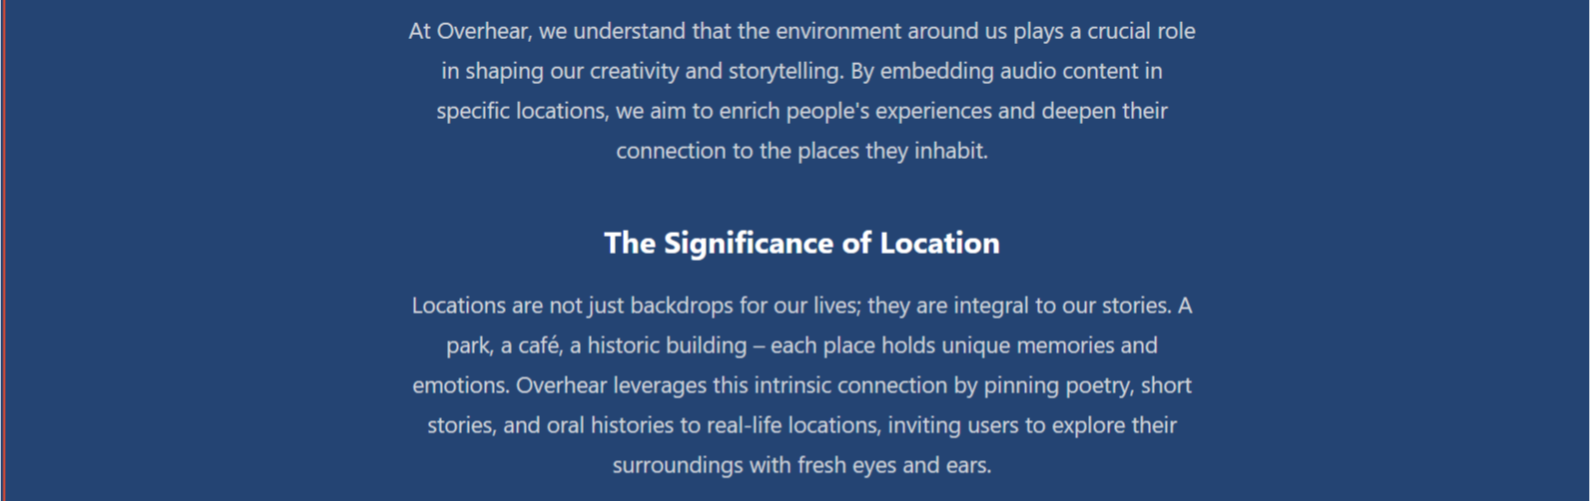 At Overhear, we understand that the environment around us plays a crucial role
in shaping our creativity and storytelling. By embedding audio content in
specific locations, we aim to enrich people's experiences and deepen their
connection to the places they inhabit.
The Significance of Location
Locations are not just backdrops for our lives; they are integral to our stories. A
park, a café, a historic building – each place holds unique memories and
emotions. Overhear leverages this intrinsic connection by pinning poetry, short
stories, and oral histories to real-life locations, inviting users to explore their
surroundings with fresh eyes and ears.